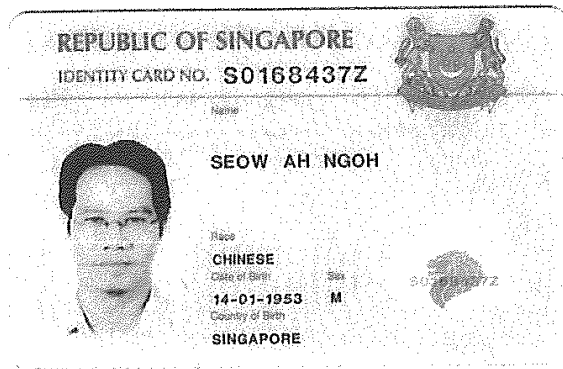 REPUBLIC OF SINGAPORE
IDENTITY CARD NO. S0168437Z
Name
SEOW AH NGOH
Race
CHINESE
Date of Birth Sex
14-01-1953 M
S0168437Z
Country of Birth
SINGAPORE